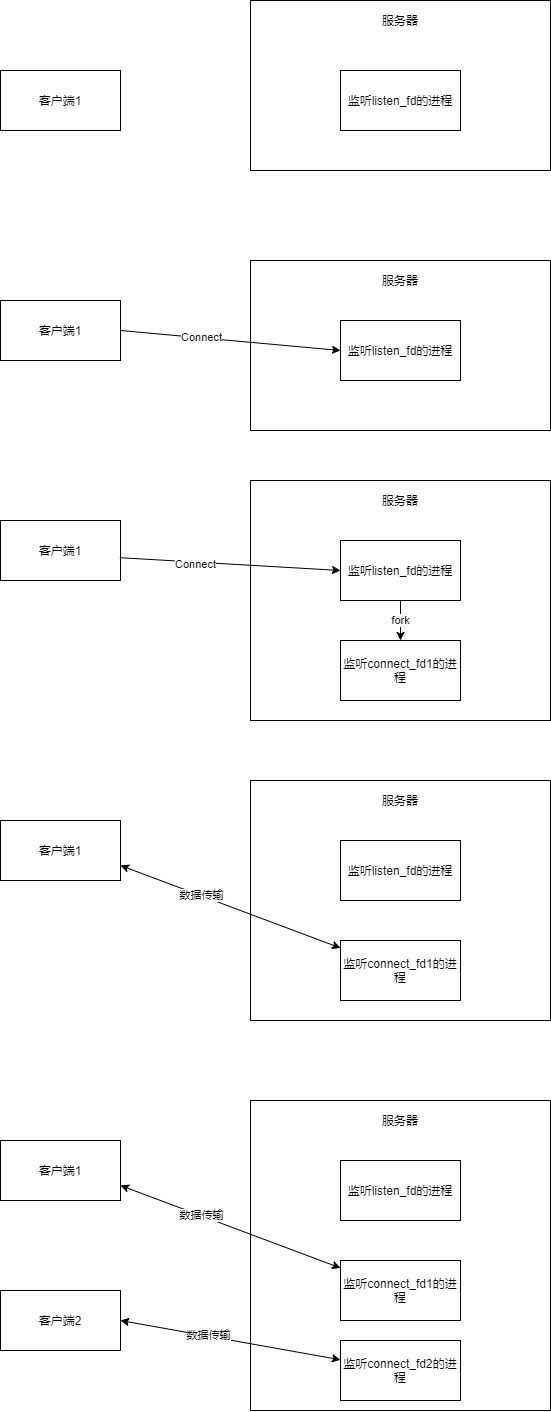 服务器
客户端1
监听listen_fd的进程
服务器
客户端1
Connect
监听listen_fd的进程
服务器
客户端1
Connect
监听listen_fd的进程
fork
监听connect_fd1的进
程
服务器
客户端1
监听listen_fd的进程
数据传输
监听connect_fd1的进
程
服务器
客户端1
监听listen_fd的进程
数据传输
监听connect_fd1的进
程
客户端2
数据传输
监听connect_fd2的进
程